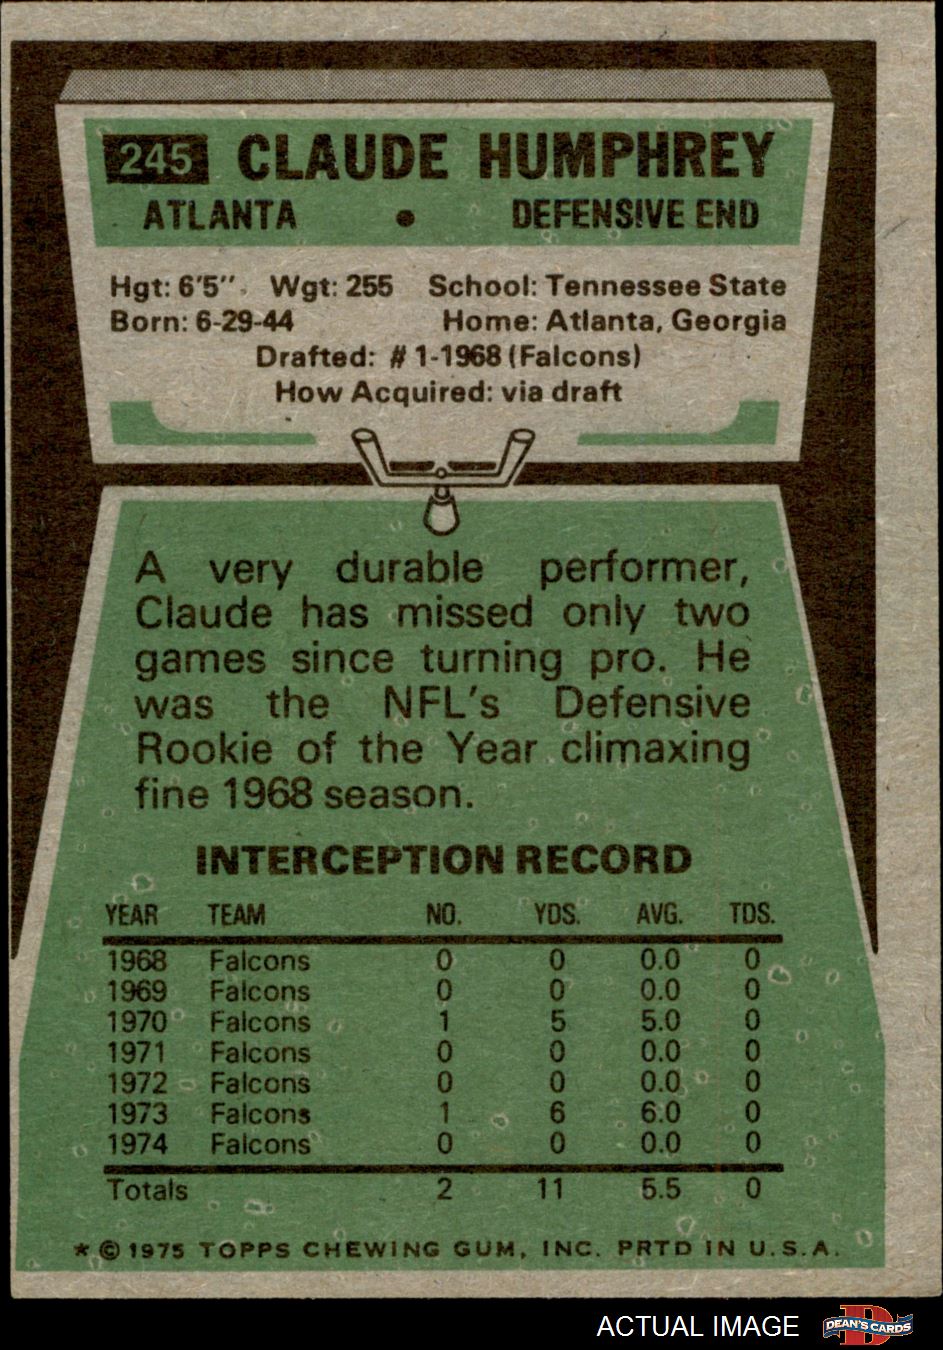 245 CLAUDE HUMPHREY
ATLANTA • DEFENSIVE END
Hgt: 6'5" Wgt: 255 School: Tennessee State
Born: 6-29-44 Home: Atlanta, Georgia
Drafted: #1-1968 (Falcons)
How Acquired: via draft
A very durable performer,
Claude has missed only two
games since turning pro. He
was the NFL's Defensive
Rookie of the Year climaxing
fine 1968 season.
INTERCEPTION RECORD
YEAR TEAM NO. YDS. AVG. TDS.
1968 Falcons 0 0 0.0 0
1969 Falcons 0 0 0.0 0
1970 Falcons 1 5 5.0 0
1971 Falcons 0 0 0.0 0
1972 Falcons 0 0 0.0 0
1973 Falcons 1 6 6.0 0
1974 Falcons 0 0 0.0 0
Totals 2 11 5.5 0
* © 1975 TOPPS CHEWING GUM, INC. PRTD IN U.S.A.
ACTUAL IMAGE D DEAN'S CARDS